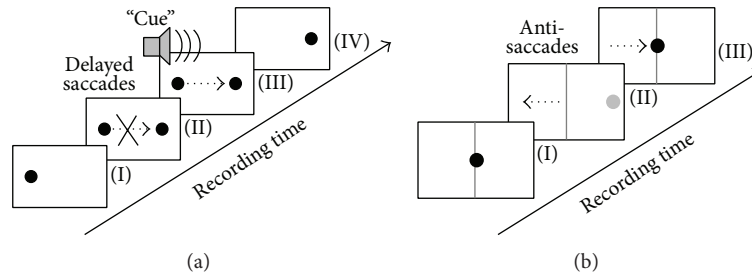 “Cue”
Delayed
saccades
(I)
(II)
(III)
(IV)
Recording time
(a)
Anti-
saccades
(I)
(II)
(III)
Recording time
(b)